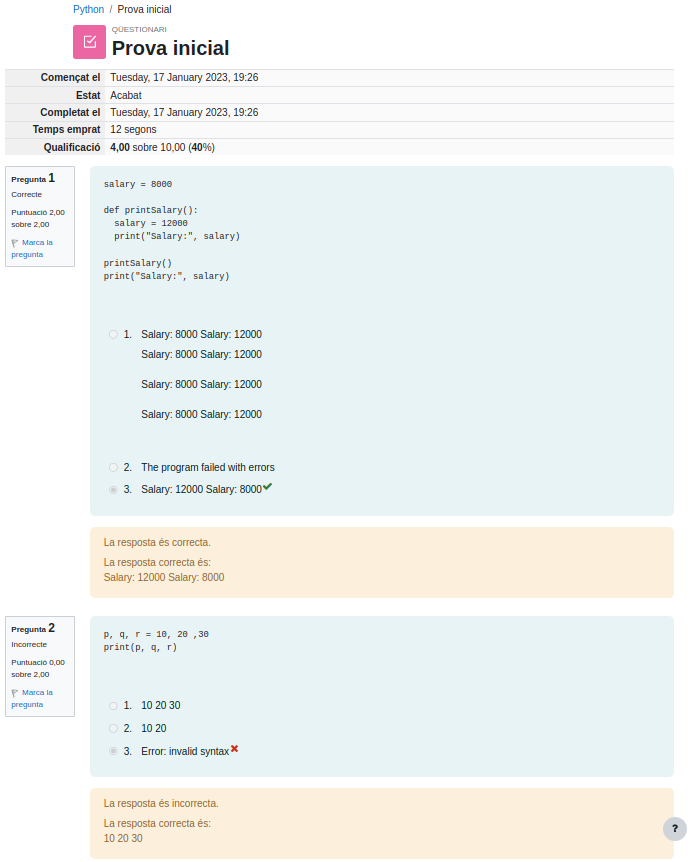 Python / Prova inicial
QÜESTIONARI
Prova inicial
Començat el Tuesday, 17 January 2023, 19:26
Estat Acabat
Completat el Tuesday, 17 January 2023, 19:26
Temps emprat 12 segons
Qualificació 4,00 sobre 10,00 (40%)
Pregunta 1
Correcte
Puntuació 2,00
sobre 2,00
Marca la
pregunta
salary = 8000
def printSalary():
salary = 12000
print("Salary:", salary)
printSalary()
print("Salary:", salary)
1. Salary: 8000 Salary: 12000
Salary: 8000 Salary: 12000
Salary: 8000 Salary: 12000
Salary: 8000 Salary: 12000
2. The program failed with errors
3. Salary: 12000 Salary: 8000
La resposta és correcta.
La resposta correcta és:
Salary: 12000 Salary: 8000
Pregunta 2
Incorrecte
Puntuació 0,00
sobre 2,00
Marca la
pregunta
p, q, r = 10, 20 ,30
print(p, q, r)
1. 10 20 30
2. 10 20
3. Error: invalid syntax
La resposta és incorrecta.
La resposta correcta és:
10 20 30
?